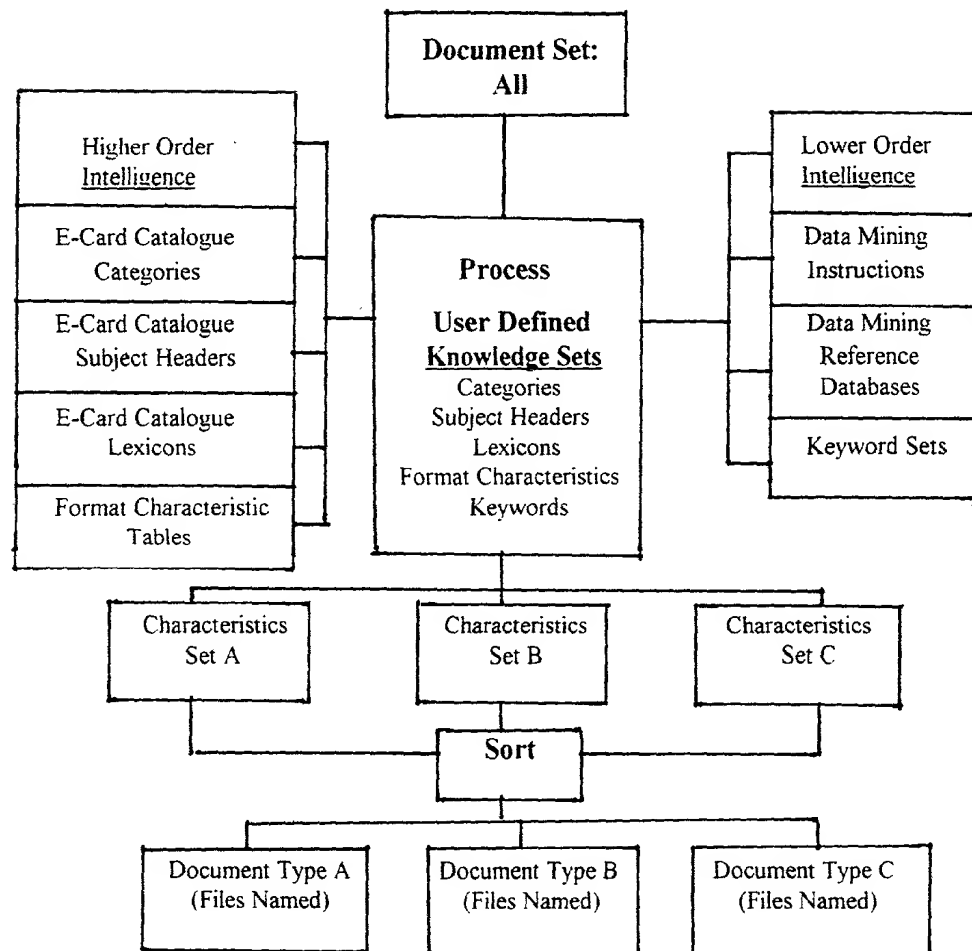 Document Set:
All
Higher Order
Intelligence
E-Card Catalogue
Categories
E-Card Catalogue
Subject Headers
E-Card Catalogue
Lexicons
Format Characteristic
Tables
Process
User Defined
Knowledge Sets
Categories
Subject Headers
Lexicons
Format Characteristics
Keywords
Lower Order
Intelligence
Data Mining
Instructions
Data Mining
Reference
Databases
Keyword Sets
Characteristics
Set A
Characteristics
Set B
Characteristics
Set C
Sort
Document Type A
(Files Named)
Document Type B
(Files Named)
Document Type C
(Files Named)